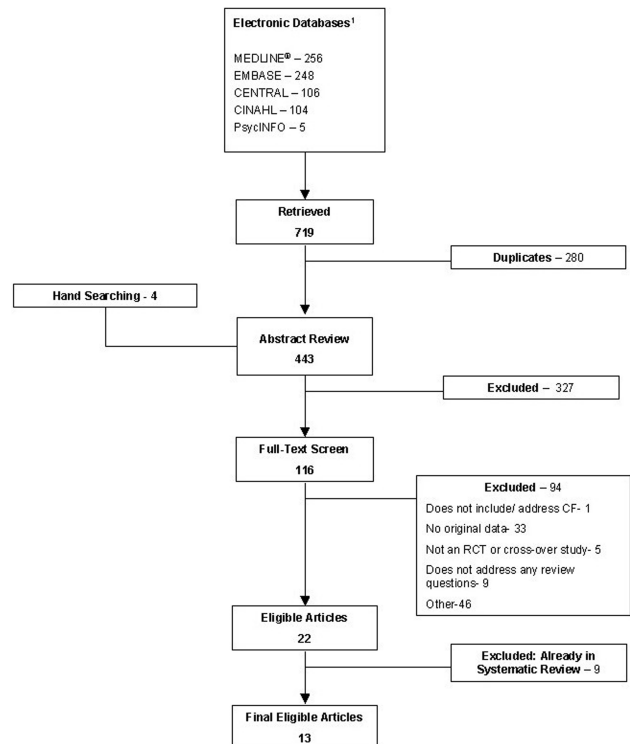 Electronic Databases¹
MEDLINE® – 256
EMBASE – 248
CENTRAL – 106
CINAHL – 104
PsycINFO – 5
Retrieved
719
Duplicates – 280
Hand Searching - 4
Abstract Review
443
Excluded – 327
Full-Text Screen
116
Excluded – 94
Does not include/ address CF- 1
No original data- 33
Not an RCT or cross-over study- 5
Does not address any review
questions- 9
Other-46
Eligible Articles
22
Excluded: Already in
Systematic Review – 9
Final Eligible Articles
13